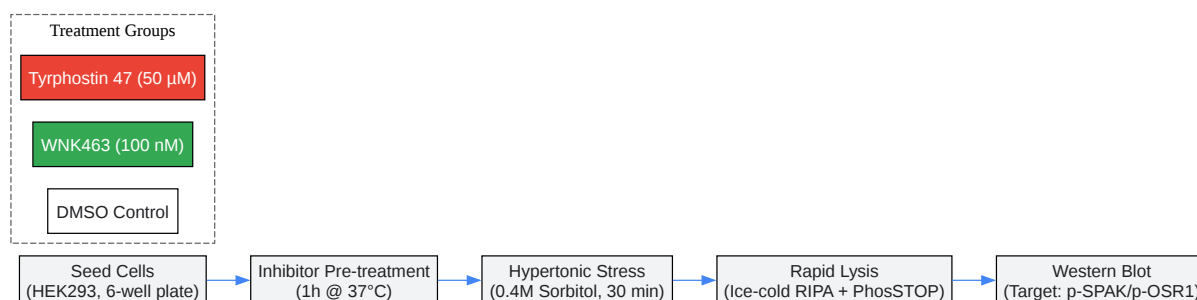 Treatment Groups
Tyrphostin 47 (50 µM)
WNK463 (100 nM)
DMSO Control
Seed Cells
(HEK293, 6-well plate)
Inhibitor Pre-treatment
(1h @ 37°C)
Hypertonic Stress
(0.4M Sorbitol, 30 min)
Rapid Lysis
(Ice-cold RIPA + PhosSTOP)
Western Blot
(Target: p-SPAK/p-OSR1)